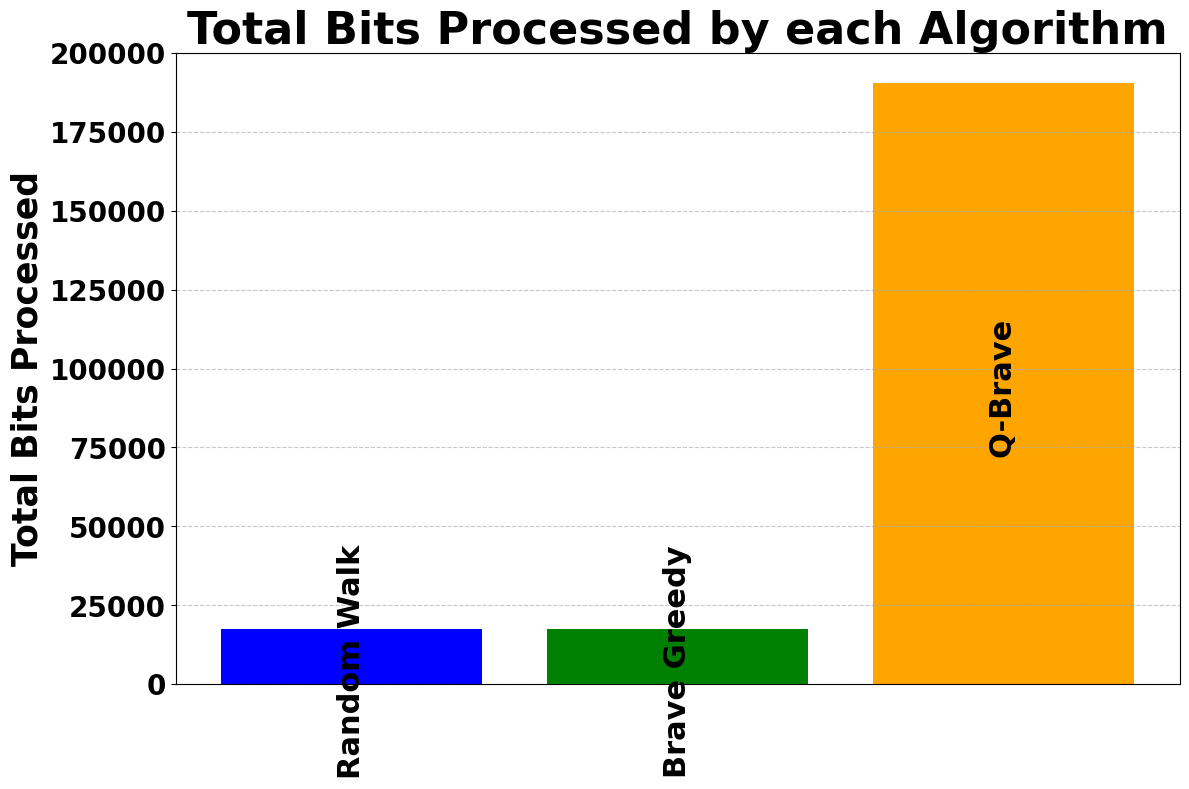 Total Bits Processed by each Algorithm
Total Bits Processed
200000
175000
150000
125000
100000
75000
50000
25000
0
Random Walk
Brave Greedy
Q-Brave